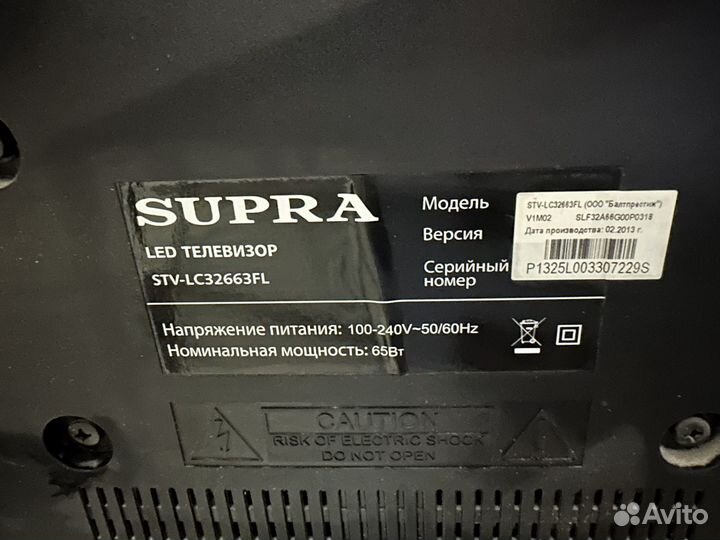 SUPRA
LED ТЕЛЕВИЗОР
STV-LC32663FL
Модель
Версия
Серийный
номер
STV-LC32663FL (ООО "Балтпрестиж")
V1M02 SLF32A66G00P0318
Дата производства: 02.2013 г.
P1325L003307229S
Напряжение питания: 100-240V~50/60Hz
Номинальная мощность: 65Вт
CAUTION
RISK OF ELECTRIC SHOCK
DO NOT OPEN
Avito